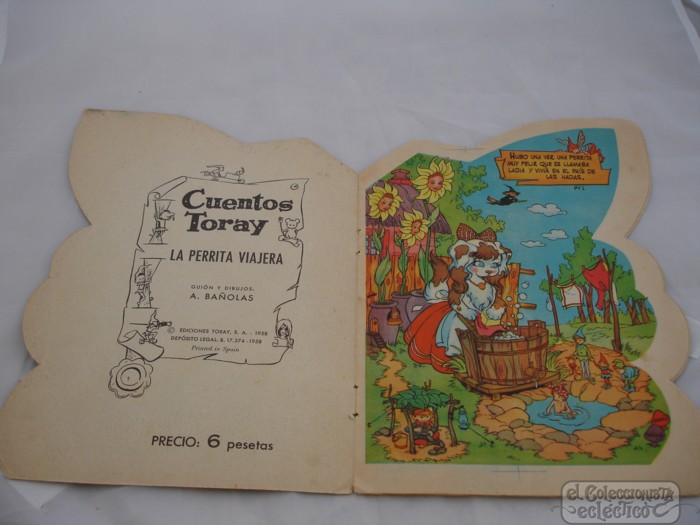 Cuentos
Toray
LA PERRITA VIAJERA
GUIÓN Y DIBUJOS:
A. BAÑOLAS
© EDICIONES TORAY, S. A. - 1958
DEPÓSITO LEGAL. B. 17.374 - 1958
Printed in Spain
PRECIO: 6 pesetas
HUBO UNA VEZ UNA PERRITA
MUY FELIZ QUE SE LLAMABA
LADIA Y VIVÍA EN EL PAÍS DE
LAS HADAS.
el Coleccionista
ecléctico